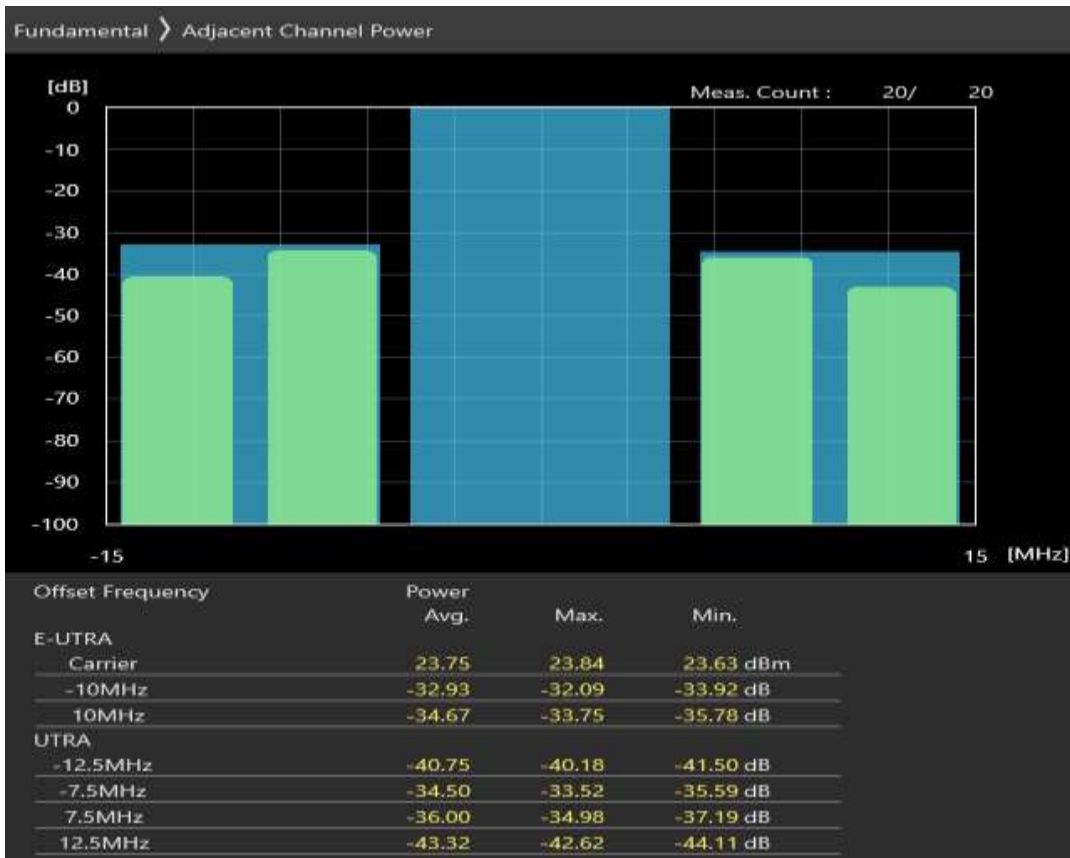 Fundamental 〉 Adjacent Channel Power
[dB]
Meas. Count : 20/ 20
0
-10
-20
-30
-40
-50
-60
-70
-80
-90
-100
-15 15 [MHz]
Offset Frequency Power
Avg. Max. Min.
E-UTRA
Carrier 23.75 23.84 23.63 dBm
-10MHz -32.93 -32.09 -33.92 dB
10MHz -34.67 -33.75 -35.78 dB
UTRA
-12.5MHz -40.75 -40.18 -41.50 dB
-7.5MHz -34.50 -33.52 -35.59 dB
7.5MHz -36.00 -34.98 -37.19 dB
12.5MHz -43.32 -42.62 -44.11 dB